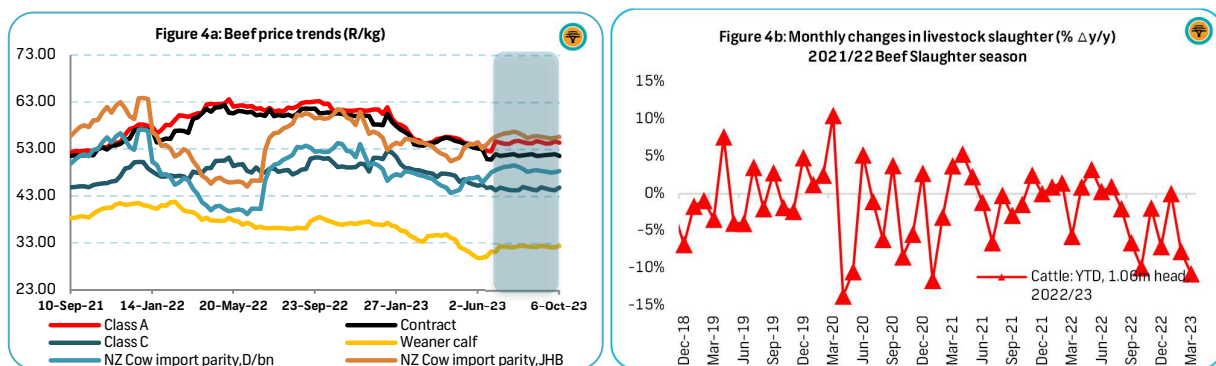 Figure 4a: Beef price trends (R/kg)
73.00
63.00
53.00
43.00
33.00
23.00
10-Sep-21 14-Jan-22 20-May-22 23-Sep-22 27-Jan-23 2-Jun-23 6-Oct-23
Class A Contract
Class C Weaner calf
NZ Cow import parity,D/bn NZ Cow import parity,JHB
Figure 4b: Monthly changes in livestock slaughter (% △y/y)
2021/22 Beef Slaughter season
15%
10%
5%
0%
-5%
-10%
-15%
Cattle: YTD, 1.06m head
2022/23
Dec-18
Mar-19
Jun-19
Sep-19
Dec-19
Mar-20
Jun-20
Sep-20
Dec-20
Mar-21
Jun-21
Sep-21
Dec-21
Mar-22
Jun-22
Sep-22
Dec-22
Mar-23